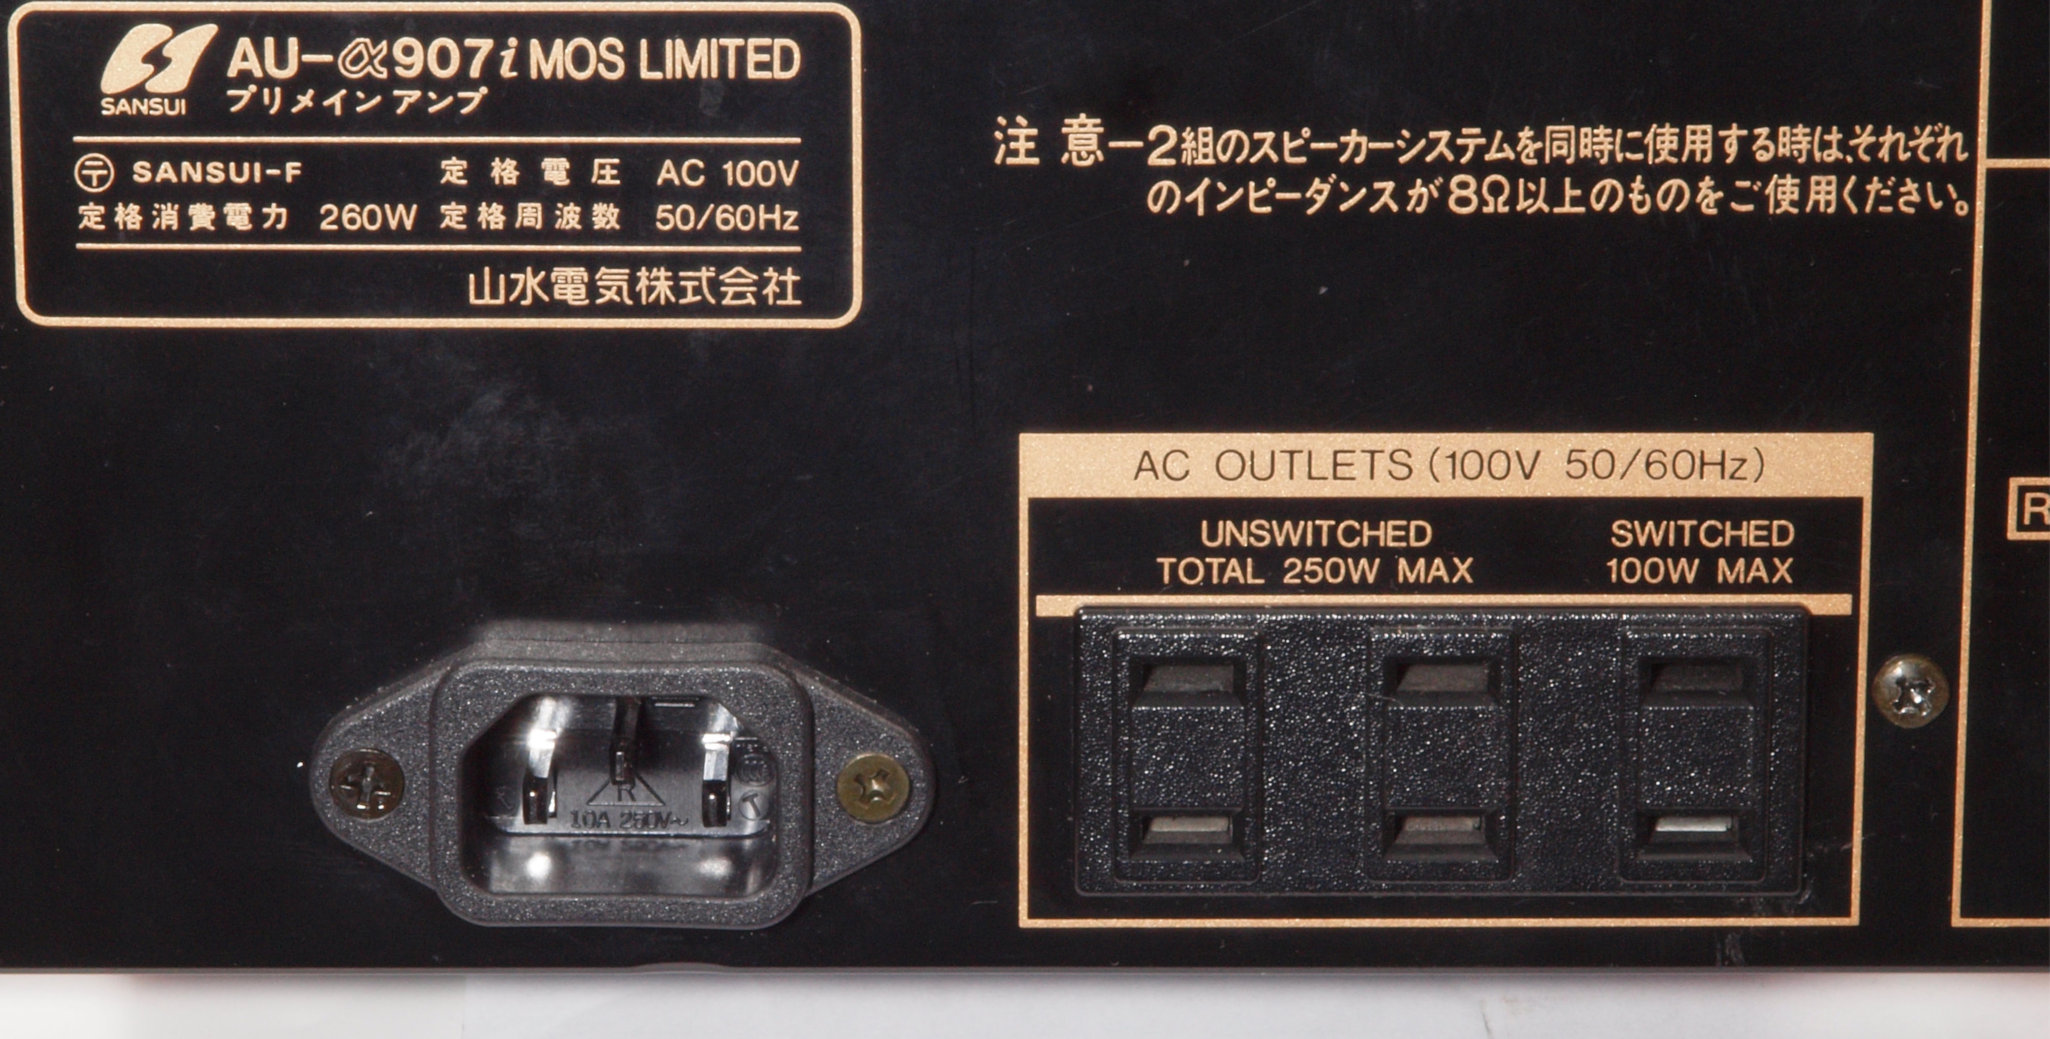 SANSUI
AU-α907i MOS LIMITED
プリメインアンプ
〒 SANSUI-F 定格電圧 AC 100V
定格消費電力 260W 定格周波数 50/60Hz
山水電気株式会社
注意－2組のスピーカーシステムを同時に使用する時は、それぞれ
のインピーダンスが8Ω以上のものをご使用ください。
AC OUTLETS (100V 50/60Hz)
UNSWITCHED
TOTAL 250W MAX
SWITCHED
100W MAX
R
R
10A 250V~